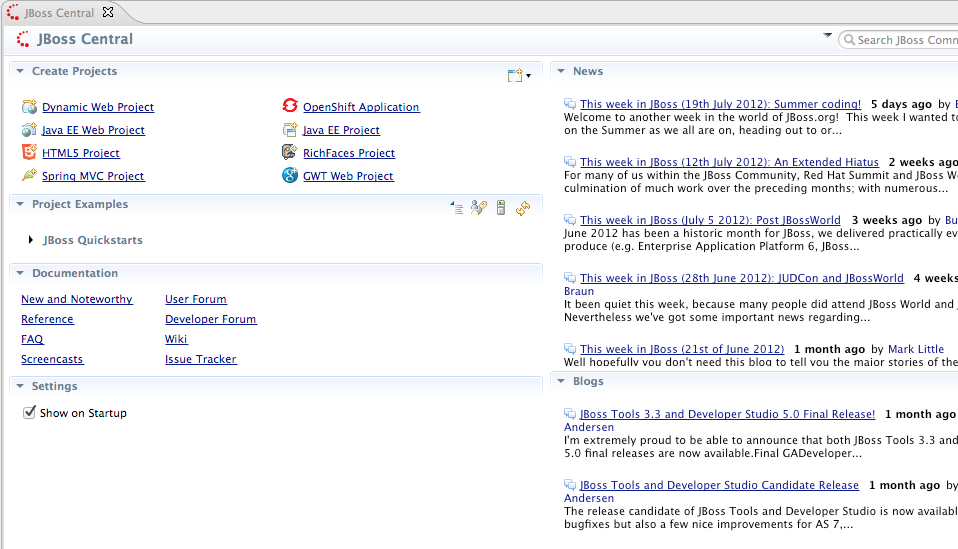 JBoss Central
JBoss Central
Search JBoss Comm
Create Projects
Dynamic Web Project
OpenShift Application
Java EE Web Project
Java EE Project
HTML5 Project
RichFaces Project
Spring MVC Project
GWT Web Project
Project Examples
JBoss Quickstarts
Documentation
New and Noteworthy
User Forum
Reference
Developer Forum
FAQ
Wiki
Screencasts
Issue Tracker
Settings
Show on Startup
News
This week in JBoss (19th July 2012): Summer coding! 5 days ago by
Welcome to another week in the world of JBoss.org! This week I wanted to
on the Summer as we all are on, heading out to or...
This week in JBoss (12th July 2012): An Extended Hiatus 2 weeks ago
For many of us within the JBoss Community, Red Hat Summit and JBoss W
culmination of much work over the preceding months; with numerous...
This week in JBoss (July 5 2012): Post JBossWorld 3 weeks ago by Bu
June 2012 has been a historic month for JBoss, we delivered practically ev
produce (e.g. Enterprise Application Platform 6, JBoss...
This week in JBoss (28th June 2012): JUDCon and JBossWorld 4 weeks
Braun
It been quiet this week, because many people did attend JBoss World and
Nevertheless we've got some important news regarding...
This week in JBoss (21st of June 2012) 1 month ago by Mark Little
Well hopefully you don't need this blog to tell you the major stories of the
Blogs
JBoss Tools 3.3 and Developer Studio 5.0 Final Release! 1 month ago
Andersen
I'm extremely proud to be able to announce that both JBoss Tools 3.3 and
5.0 final releases are now available.Final GADeveloper...
JBoss Tools and Developer Studio Candidate Release 1 month ago by
Andersen
The release candidate of JBoss Tools and Developer Studio is now availabl
bugfixes but also a few nice improvements for AS 7,...